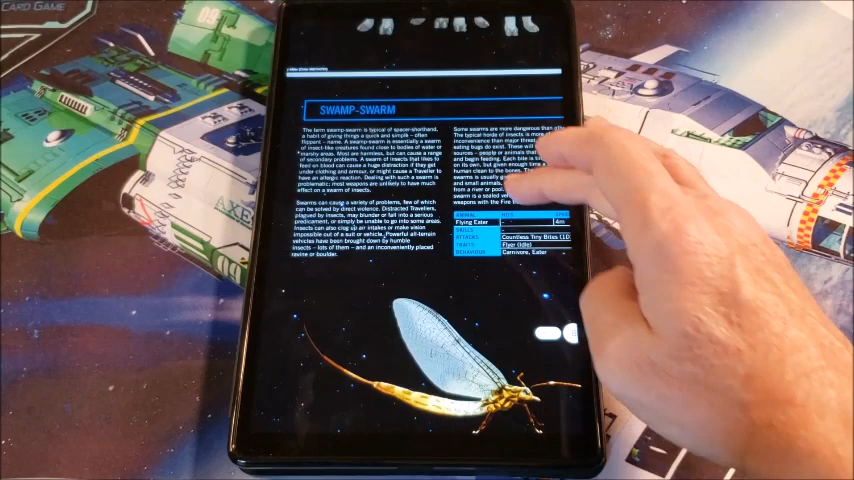 CARD GAME
09
AXE
SWAMP-SWARM
The term swamp-swarm is typical of spacer-shorthand,
a habit of giving things a quick and simple – often
flippant – name. A swamp-swarm is essentially a swarm
of insect-like creatures found close to bodies of water or
marshy areas. Most are harmless, but can cause a range
of secondary problems. A swarm of insects that likes to
feed on blood can cause a huge distraction if they get
under clothing and armour, or might cause a Traveller to
have an allergic reaction. Dealing with such a swarm is
problematic; most weapons are unlikely to have much
effect on a swarm of insects.
Swarms can cause a variety of problems, few of which
can be solved by direct violence. Distracted Travellers,
plagued by insects, may blunder or fall into a serious
predicament, or simply be unable to go into some areas.
Insects can also clog up air intakes or make vision
impossible out of a suit or vehicle. Powerful all-terrain
vehicles have been brought down by humble
insects – lots of them – and an inconveniently placed
ravine or boulder.
Some swarms are more dangerous than
The typical horde of insects is more
inconvenience than major threat
eating bugs do exist. These will
sources – people or animals that
and begin feeding. Each bite is
on its own, but given enough time
human clean to the bones. The
swarms is usually
and small animals.
from a river or pool
swarm is a sealed
weapons with the Fire
ANIMAL HITS
Flying Eater - 4m
SKILLS -
ATTACKS Countless Tiny Bites (1D
TRAITS Flyer (Idle)
BEHAVIOUR Carnivore, Eater